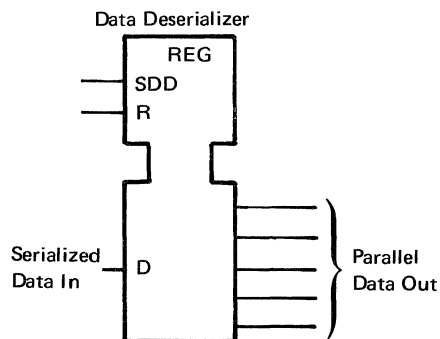 Data Deserializer
REG
SDD
R
Serialized
Data In
D
Parallel
Data Out